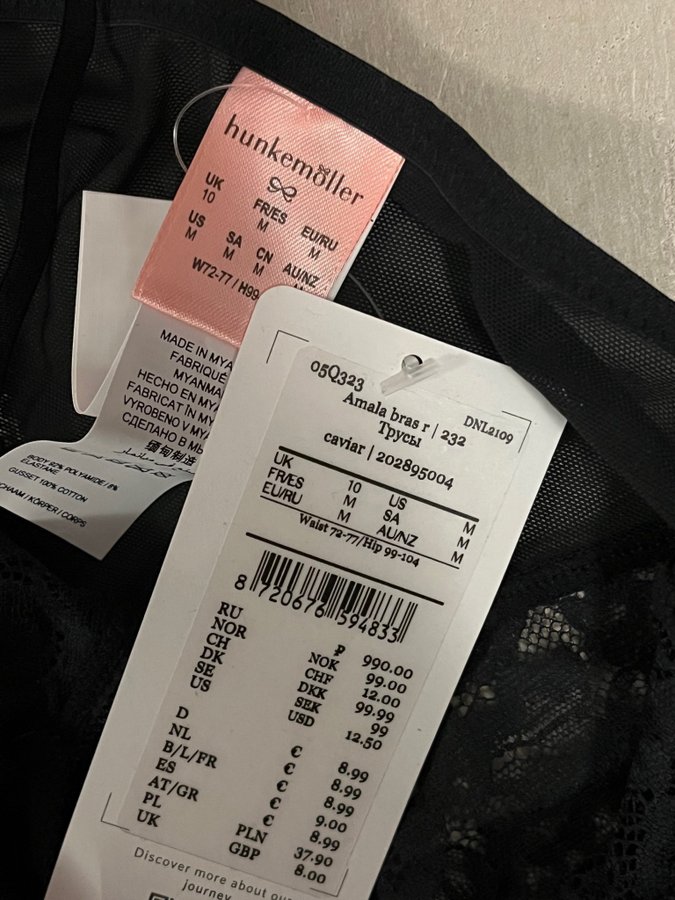 hunkemöller
UK FR/ES EU/RU
10 M M
US SA CN AU/NZ
M M M
W72-77 / H99-
MADE IN MYA
FABRIQUÉ
MYANMA
HECHO EN MYA
FABRICAT ÎN MY
VYROBENO V MYA
СДЕЛАНО В МЬ
缅甸制造
BODY 92% POLYAMIDE / 8%
ELASTANE
GUSSET 100% COTTON
CHAAM / KÖRPER / CORPS
05Q323
DNL2109
Amala bras r | 232
Трусы
caviar | 202895004
UK 10 US M
FR/ES M SA M
EU/RU M AU/NZ M
Waist 72-77/Hip 99-104
8 720676 594833
RU ₽ 990.00
NOR NOK 99.00
CH CHF 12.00
DK DKK 99.99
SE SEK 99
US USD 12.50
D € 8.99
NL € 8.99
B/L/FR € 8.99
ES € 9.00
AT/GR € 8.99
PL PLN 37.90
UK GBP 8.00
Discover more about our
journey